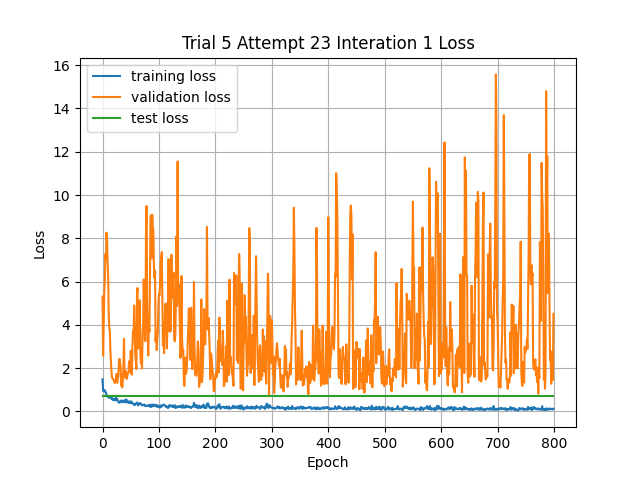 Trial 5 Attempt 23 Interation 1 Loss
training loss
validation loss
test loss
16
14
12
10
8
6
4
2
0
Loss
0 100 200 300 400 500 600 700 800
Epoch